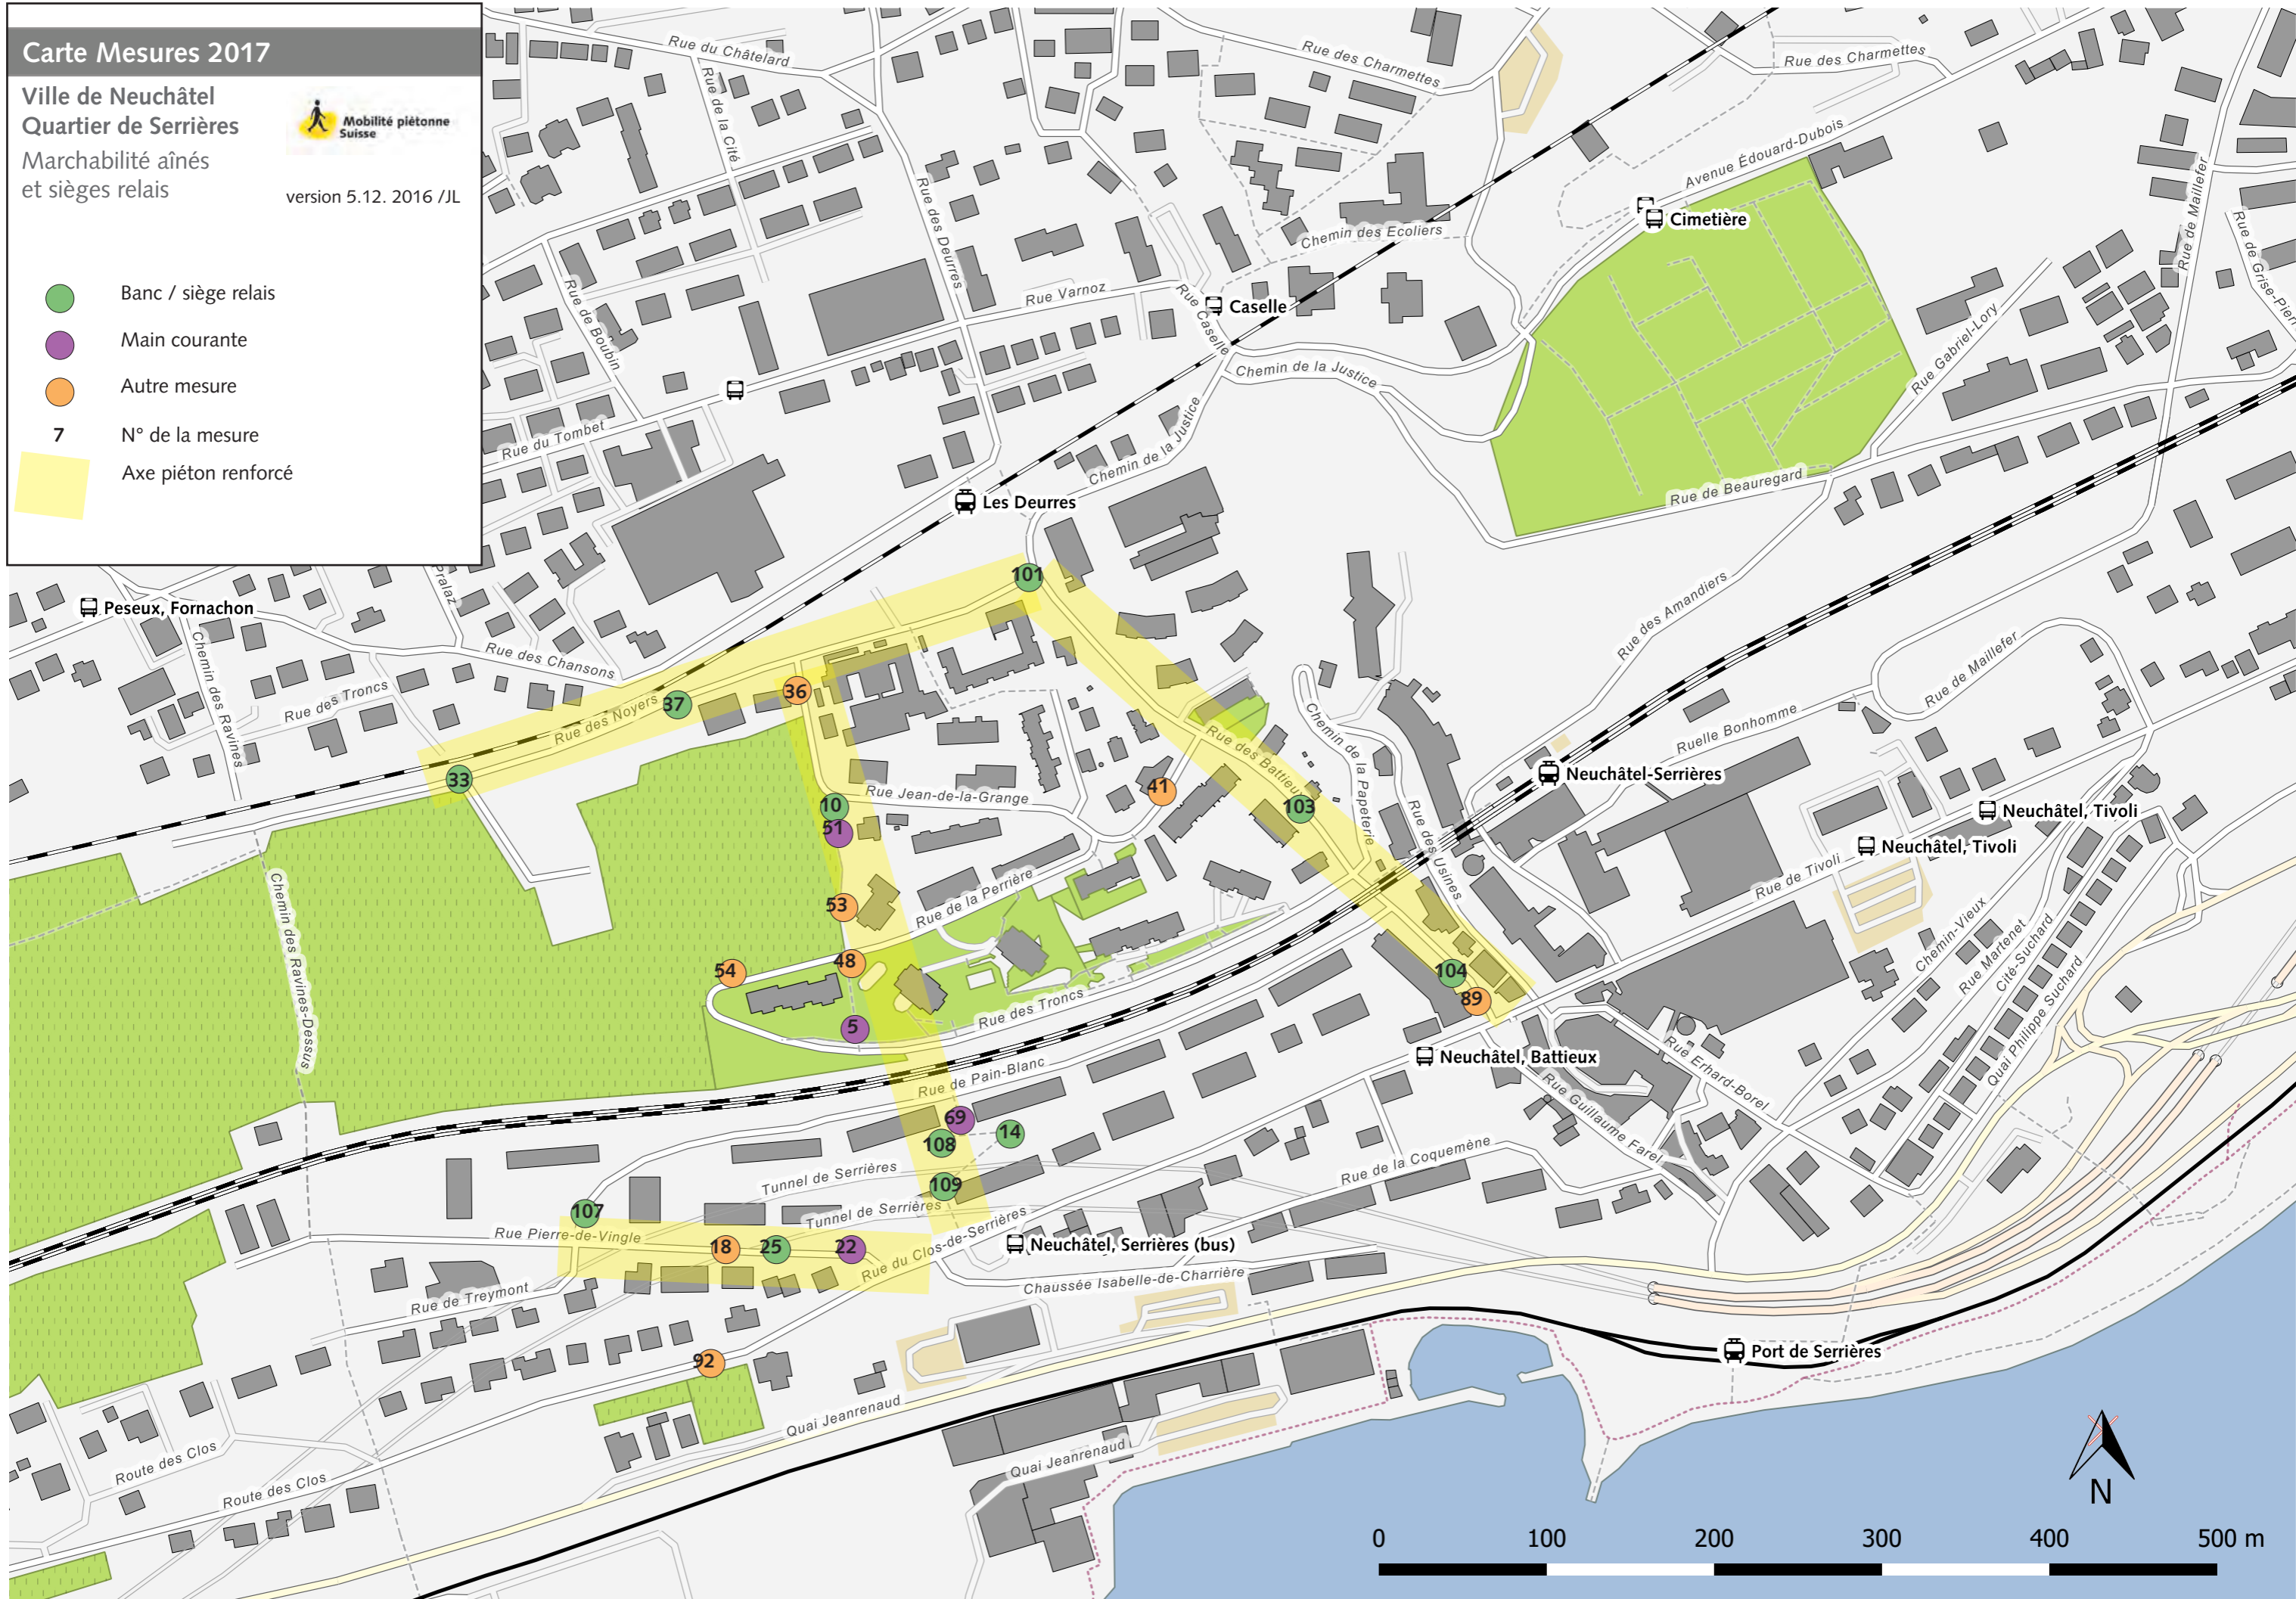 Carte Mesures 2017
Ville de Neuchâtel
Quartier de Serrières
Marchabilité aînés
et sièges relais
Mobilité piétonne
Suisse
version 5.12. 2016 /JL
Banc / siège relais
Main courante
Autre mesure
7 N° de la mesure
Axe piéton renforcé
Rue du Châtelard
Rue de la Cité
Rue des Charmettes
Rue des Charmettes
Avenue Édouard-Dubois
Rue de Maillefer
Rue de Grise-Pierr
Cimetière
Chemin des Ecoliers
Rue des Deurres
Rue Varnoz
Rue Caselle
Caselle
Rue de Boubin
Chemin de la Justice
Chemin de la Justice
Rue Gabriel-Lory
Rue du Tombet
Rue de Beauregard
Les Deurres
Pralaz
Peseux, Fornachon
Chemin des Ravines
Rue des Chansons
Rue des Troncs
Rue des Noyers
Rue des Amandiers
Rue de Maillefer
Ruelle Bonhomme
101
37
36
33
10
51
41
103
53
48
54
5
104
89
69
108
14
109
107
18
25
22
92
Rue Jean-de-la-Grange
Rue des Battieu
Chemin de la Papeterie
Rue des Usines
Neuchâtel-Serrières
Neuchâtel, Tivoli
Neuchâtel, Tivoli
Rue de Tivoli
Rue de la Perrière
Chemin des Ravines-Dessus
Rue des Troncs
Rue de Pain-Blanc
Chemin-Vieux
Rue Martenet
Cité-Suchard
Quai Philippe Suchard
Neuchâtel, Battieux
Rue Erhard-Borel
Rue Guillaume Farel
Rue de la Coquemène
Tunnel de Serrières
Tunnel de Serrières
Rue Pierre-de-Vingle
Rue du Clos-de-Serrières
Neuchâtel, Serrières (bus)
Chaussée Isabelle-de-Charrière
Rue de Treymont
Port de Serrières
Quai Jeanrenaud
Quai Jeanrenaud
Route des Clos
Route des Clos
N
0 100 200 300 400 500 m